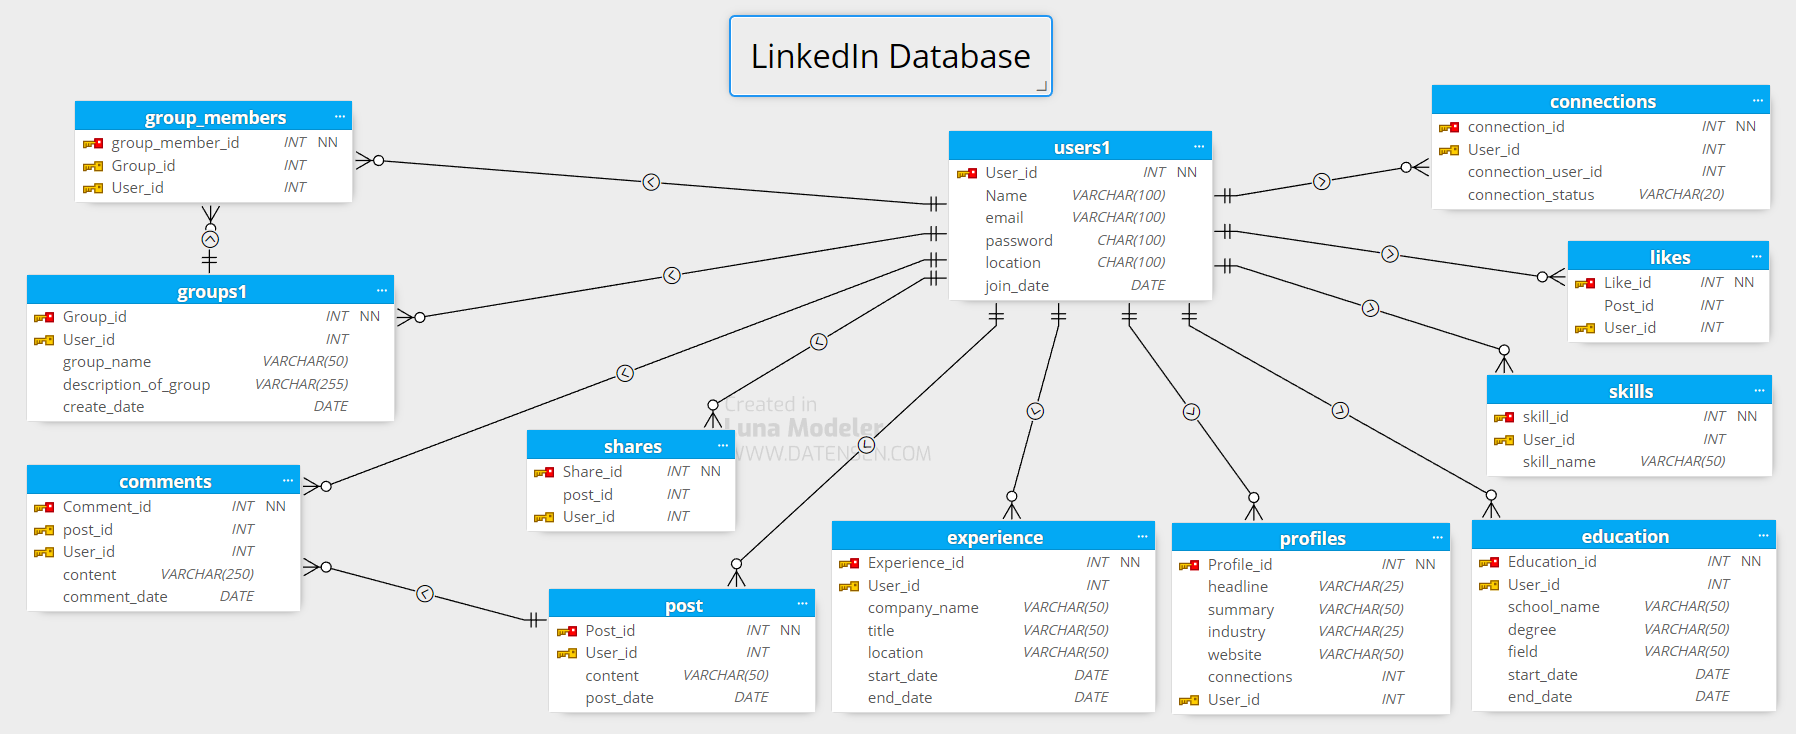 LinkedIn Database
group_members
group_member_id INT NN
Group_id INT
User_id INT
groups1
Group_id INT NN
User_id INT
group_name VARCHAR(50)
description_of_group VARCHAR(255)
create_date DATE
comments
Comment_id INT NN
post_id INT
User_id INT
content VARCHAR(250)
comment_date DATE
shares
Share_id INT NN
post_id INT
User_id INT
Created in
Luna Modeler
WWW.DATENSEN.COM
post
Post_id INT NN
User_id INT
content VARCHAR(50)
post_date DATE
users1
User_id INT NN
Name VARCHAR(100)
email VARCHAR(100)
password CHAR(100)
location CHAR(100)
join_date DATE
experience
Experience_id INT NN
User_id INT
company_name VARCHAR(50)
title VARCHAR(50)
location VARCHAR(50)
start_date DATE
end_date DATE
profiles
Profile_id INT NN
headline VARCHAR(25)
summary VARCHAR(50)
industry VARCHAR(25)
website VARCHAR(50)
connections INT
User_id INT
connections
connection_id INT NN
User_id INT
connection_user_id INT
connection_status VARCHAR(20)
likes
Like_id INT NN
Post_id INT
User_id INT
skills
skill_id INT NN
User_id INT
skill_name VARCHAR(50)
education
Education_id INT NN
User_id INT
school_name VARCHAR(50)
degree VARCHAR(50)
field VARCHAR(50)
start_date DATE
end_date DATE